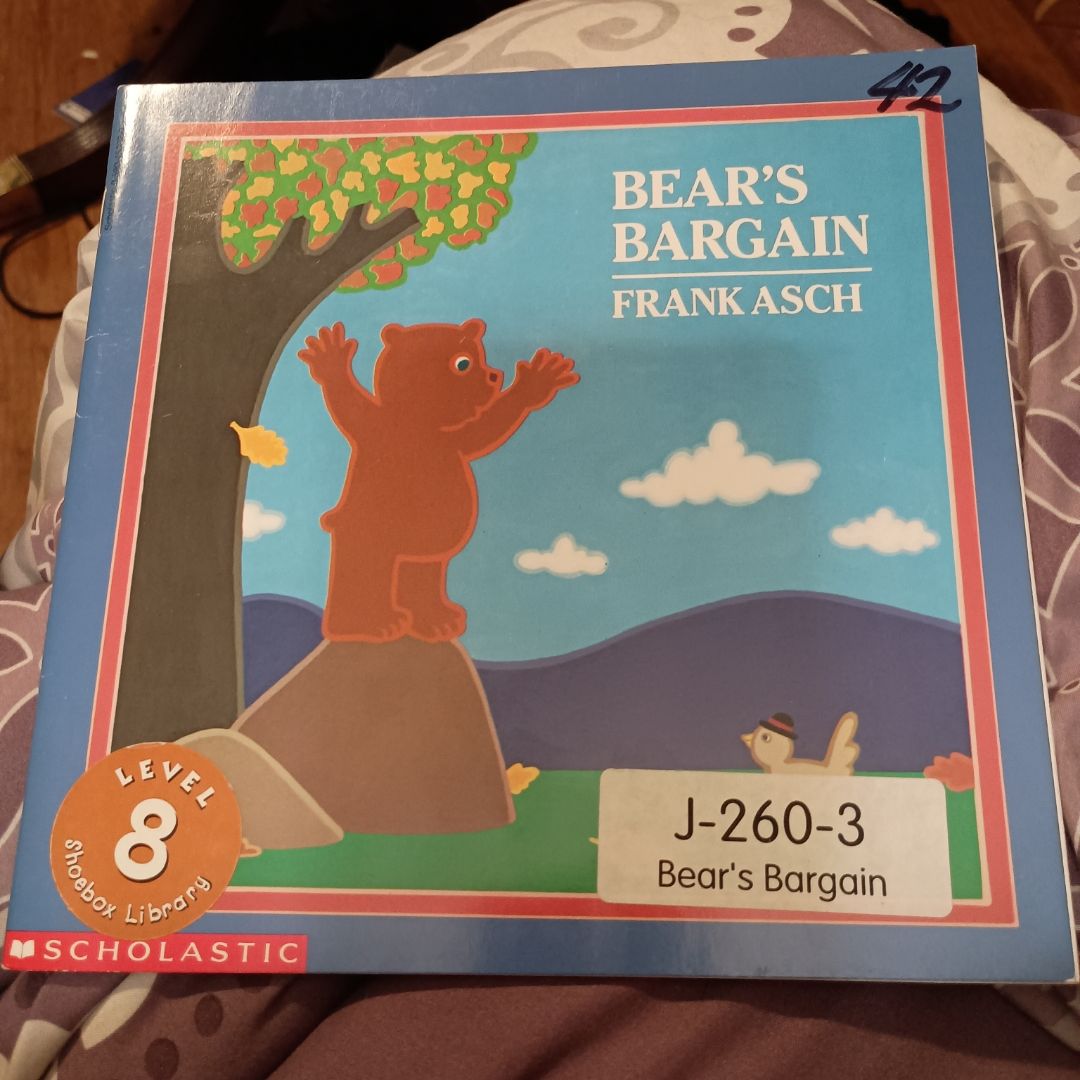 42
BEAR'S
BARGAIN
FRANK ASCH
LEVEL
8
Shoebox Library
J-260-3
Bear's Bargain
SCHOLASTIC